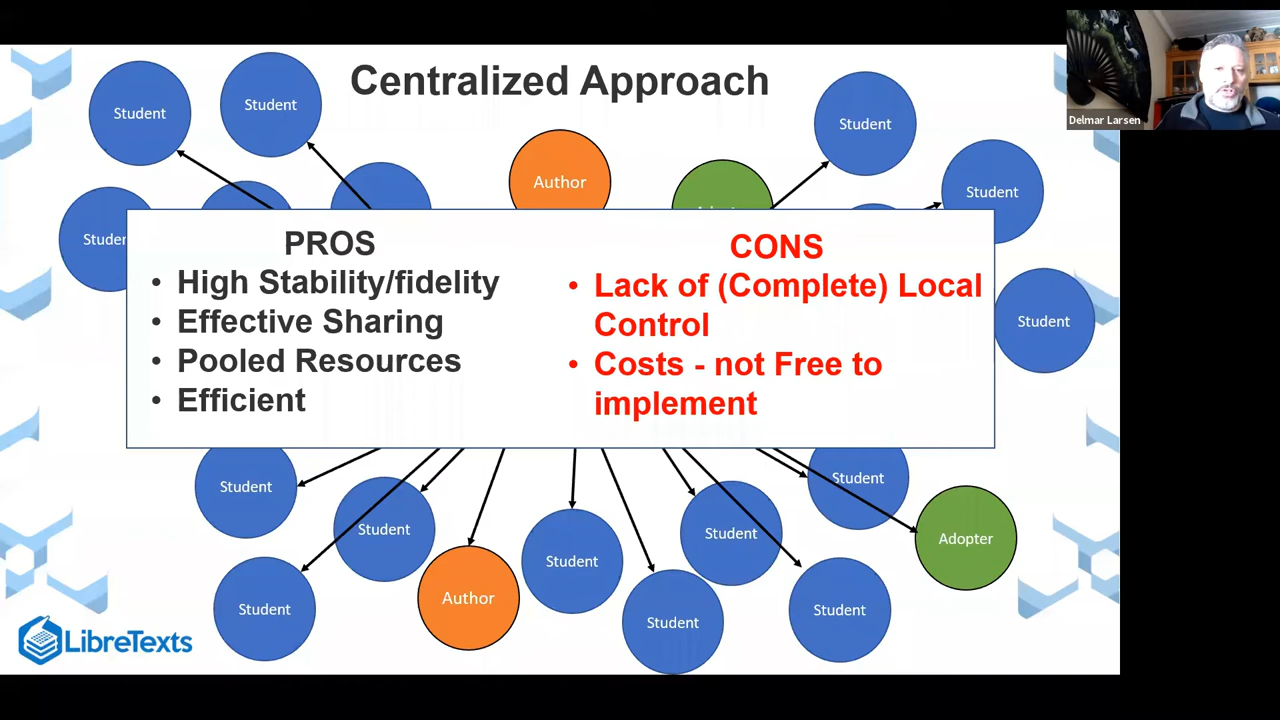 Centralized Approach
Delmar Larsen
Student
Student
Student
Author
Student
Student
PROS
• High Stability/fidelity
• Effective Sharing
• Pooled Resources
• Efficient
CONS
• Lack of (Complete) Local
Control
• Costs - not Free to
implement
Student
Student
Student
Student
Student
Adopter
Student
Student
Author
Student
Student
LibreTexts